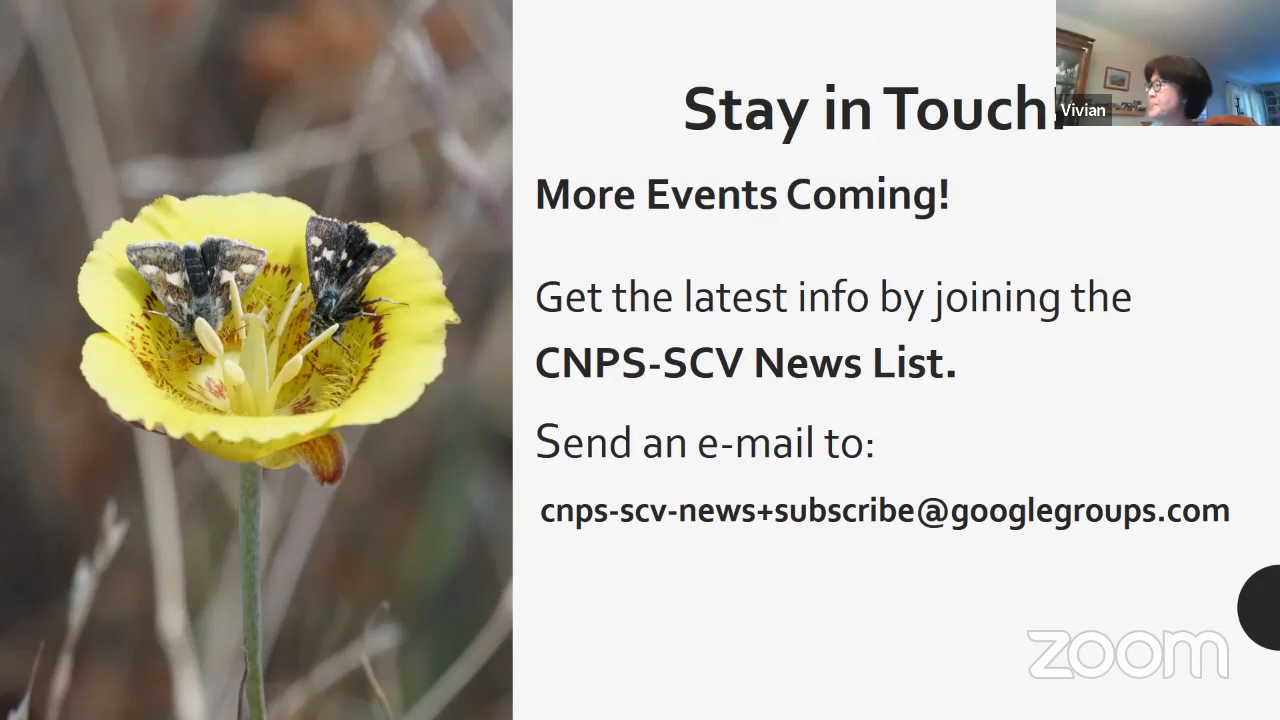 Stay in Touch!
Vivian
More Events Coming!
Get the latest info by joining the
CNPS-SCV News List.
Send an e-mail to:
cnps-scv-news+subscribe@googlegroups.com
zoom